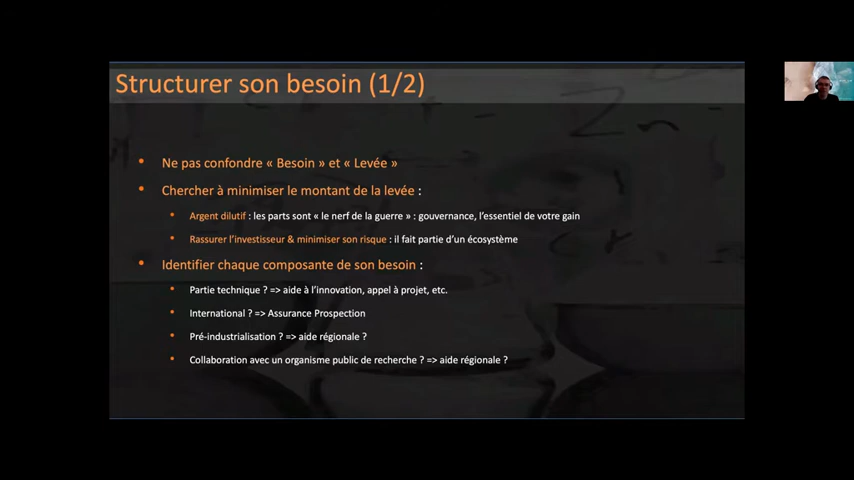 Structurer son besoin (1/2)
• Ne pas confondre « Besoin » et « Levée »
• Chercher à minimiser le montant de la levée :
• Argent dilutif : les parts sont « le nerf de la guerre » : gouvernance, l'essentiel de votre gain
• Rassurer l'investisseur & minimiser son risque : il fait partie d'un écosystème
• Identifier chaque composante de son besoin :
• Partie technique ? => aide à l'innovation, appel à projet, etc.
• International ? => Assurance Prospection
• Pré-industrialisation ? => aide régionale ?
• Collaboration avec un organisme public de recherche ? => aide régionale ?